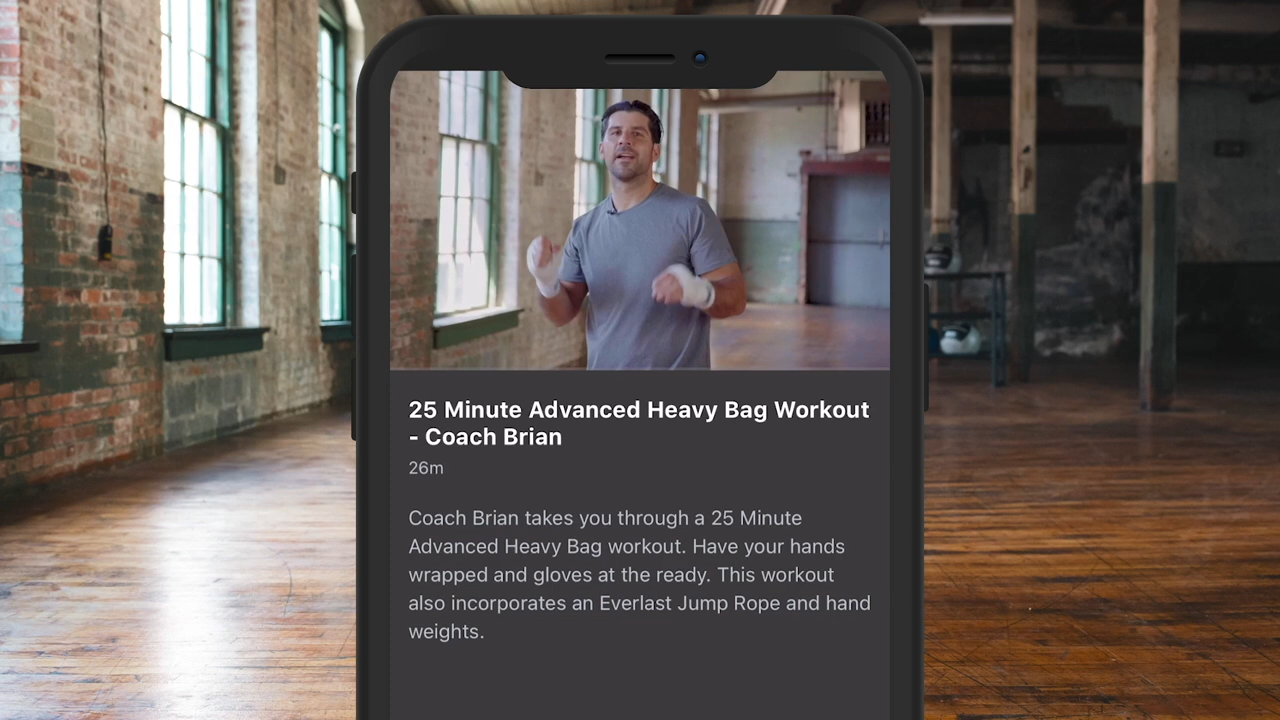 25 Minute Advanced Heavy Bag Workout
- Coach Brian
26m
Coach Brian takes you through a 25 Minute
Advanced Heavy Bag workout. Have your hands
wrapped and gloves at the ready. This workout
also incorporates an Everlast Jump Rope and hand
weights.